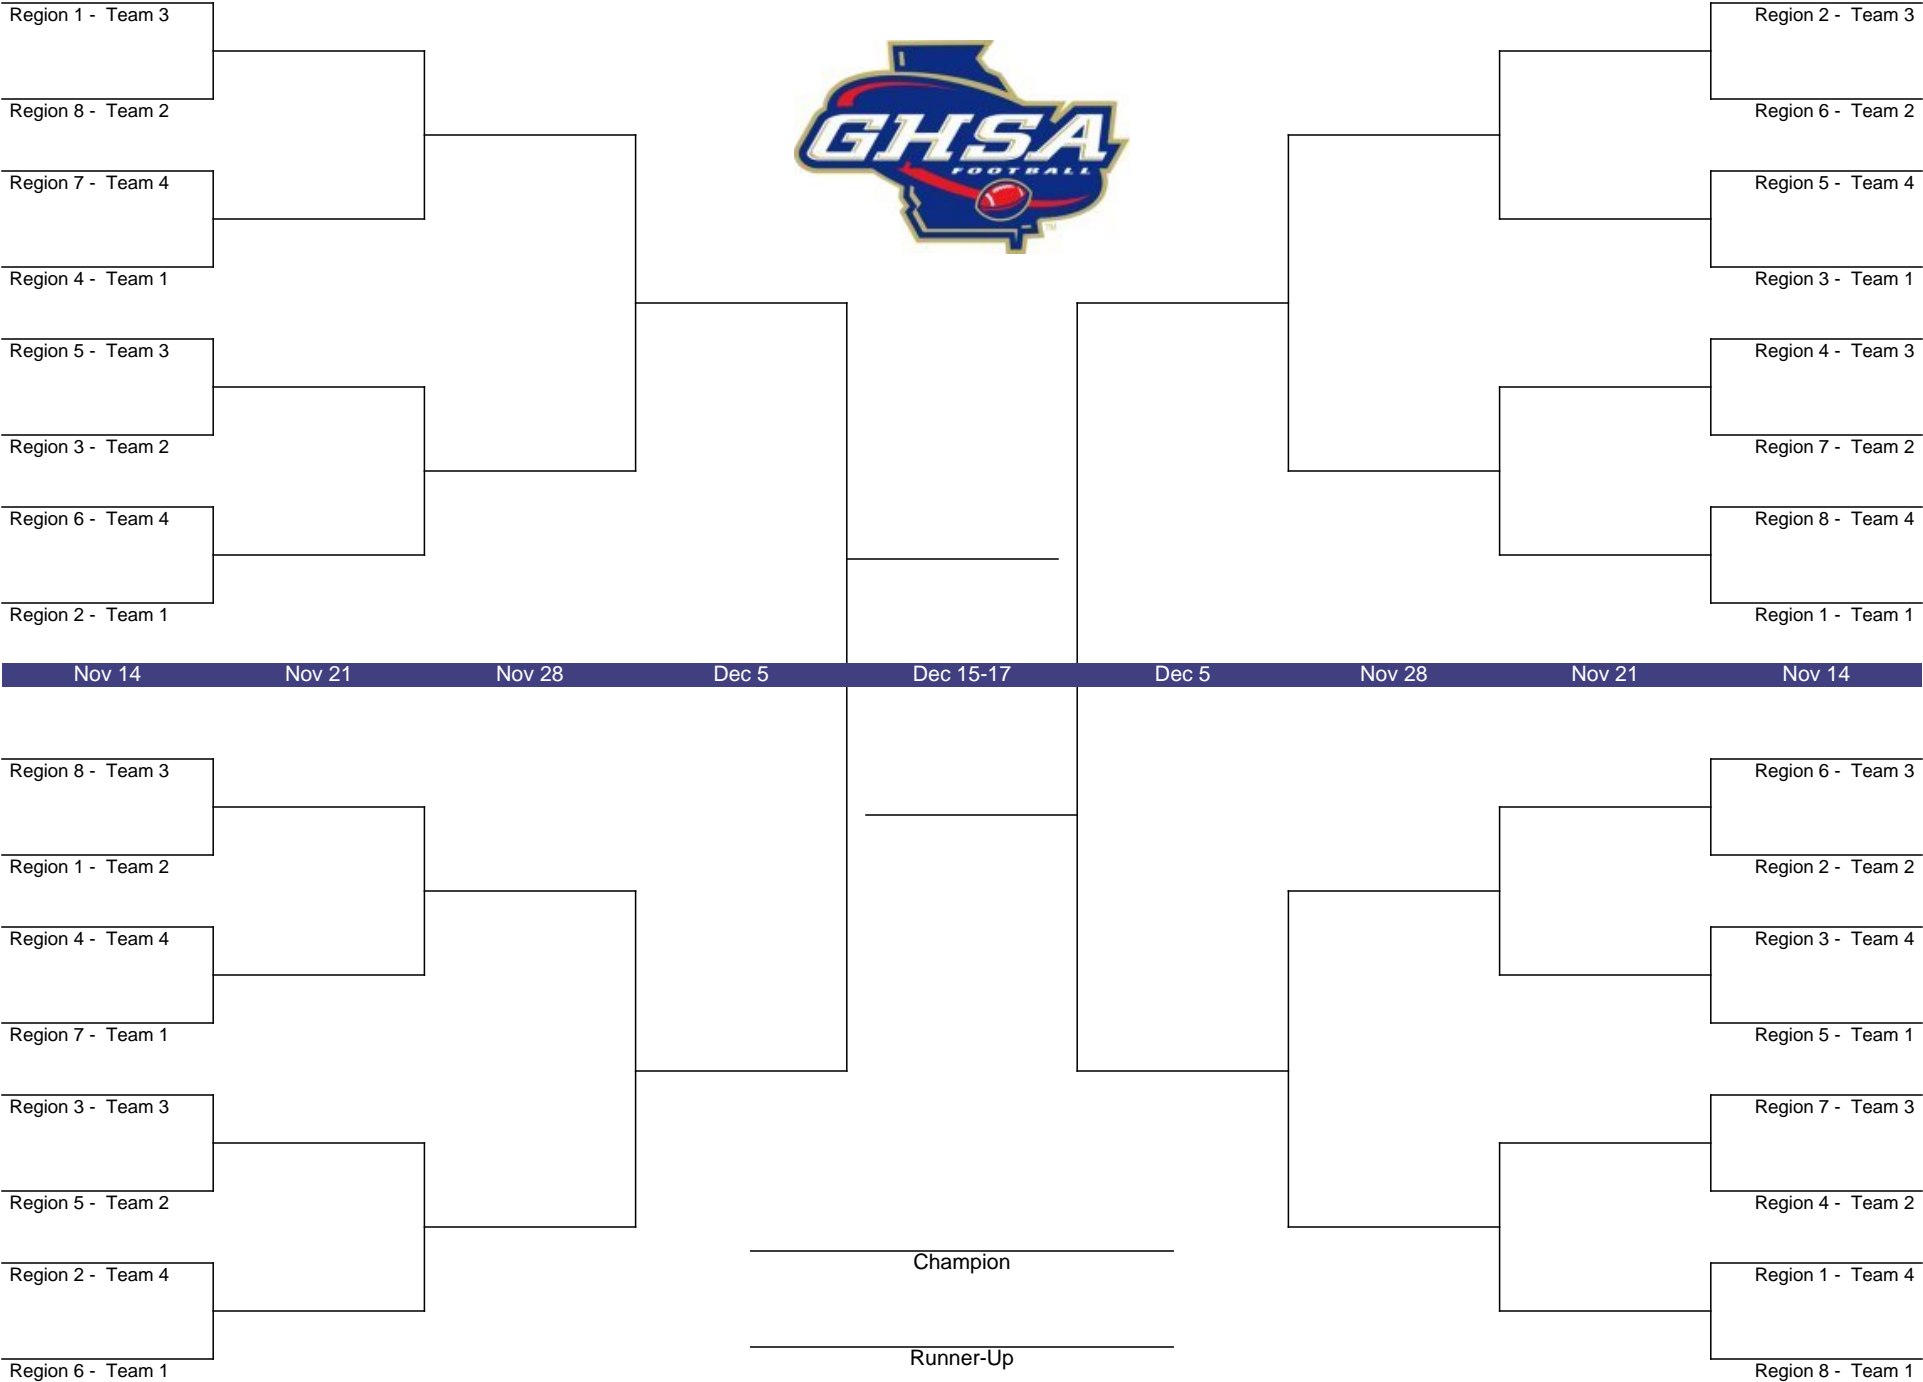 Region 1 - Team 3
Region 2 - Team 3
Region 8 - Team 2
Region 6 - Team 2
GHSA
FOOTBALL
TM
Region 7 - Team 4
Region 5 - Team 4
Region 4 - Team 1
Region 3 - Team 1
Region 5 - Team 3
Region 4 - Team 3
Region 3 - Team 2
Region 7 - Team 2
Region 6 - Team 4
Region 8 - Team 4
Region 2 - Team 1
Region 1 - Team 1
Nov 14 Nov 21 Nov 28 Dec 5 Dec 15-17 Dec 5 Nov 28 Nov 21 Nov 14
Region 8 - Team 3
Region 6 - Team 3
Region 1 - Team 2
Region 2 - Team 2
Region 4 - Team 4
Region 3 - Team 4
Region 7 - Team 1
Region 5 - Team 1
Region 3 - Team 3
Region 7 - Team 3
Region 5 - Team 2
Region 4 - Team 2
Champion
Region 2 - Team 4
Region 1 - Team 4
Runner-Up
Region 6 - Team 1
Region 8 - Team 1